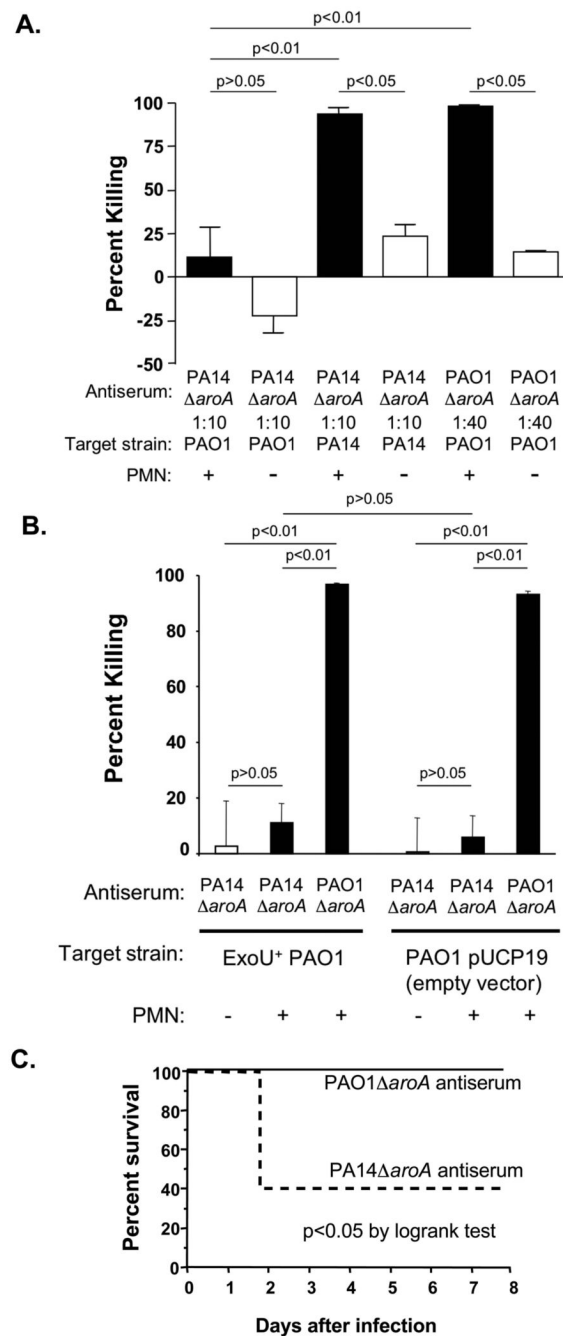 A.
p<0.01
p<0.01
p>0.05 p<0.05 p<0.05
100
75
50
25
0
-25
-50
Percent Killing
Antiserum: PA14 PA14 PA14 PA14 PAO1 PAO1
ΔaroA ΔaroA ΔaroA ΔaroA ΔaroA ΔaroA
1:10 1:10 1:10 1:10 1:40 1:40
Target strain: PAO1 PAO1 PA14 PA14 PAO1 PAO1
PMN: + - + - + -
B.
p>0.05
p<0.01 p<0.01
p<0.01 p<0.01
p>0.05 p>0.05
100
80
60
40
20
0
Percent Killing
Antiserum: PA14 PA14 PAO1 PA14 PA14 PAO1
ΔaroA ΔaroA ΔaroA ΔaroA ΔaroA ΔaroA
Target strain: ExoU⁺ PAO1 PAO1 pUCP19
(empty vector)
PMN: - + + - + +
C.
100
80
60
40
20
0
Percent survival
PAO1ΔaroA antiserum
PA14ΔaroA antiserum
p<0.05 by logrank test
0 1 2 3 4 5 6 7 8
Days after infection